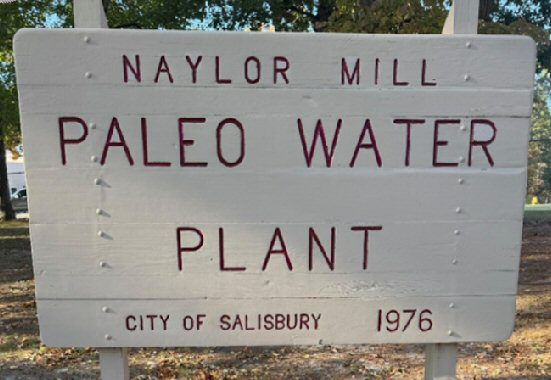 NAYLOR MILL
PALEO WATER
PLANT
CITY OF SALISBURY 1976